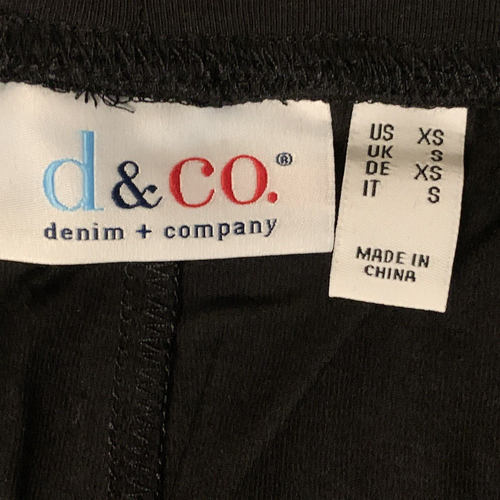 d&co.®
denim + company
US XS
UK S
DE XS
IT S
MADE IN
CHINA